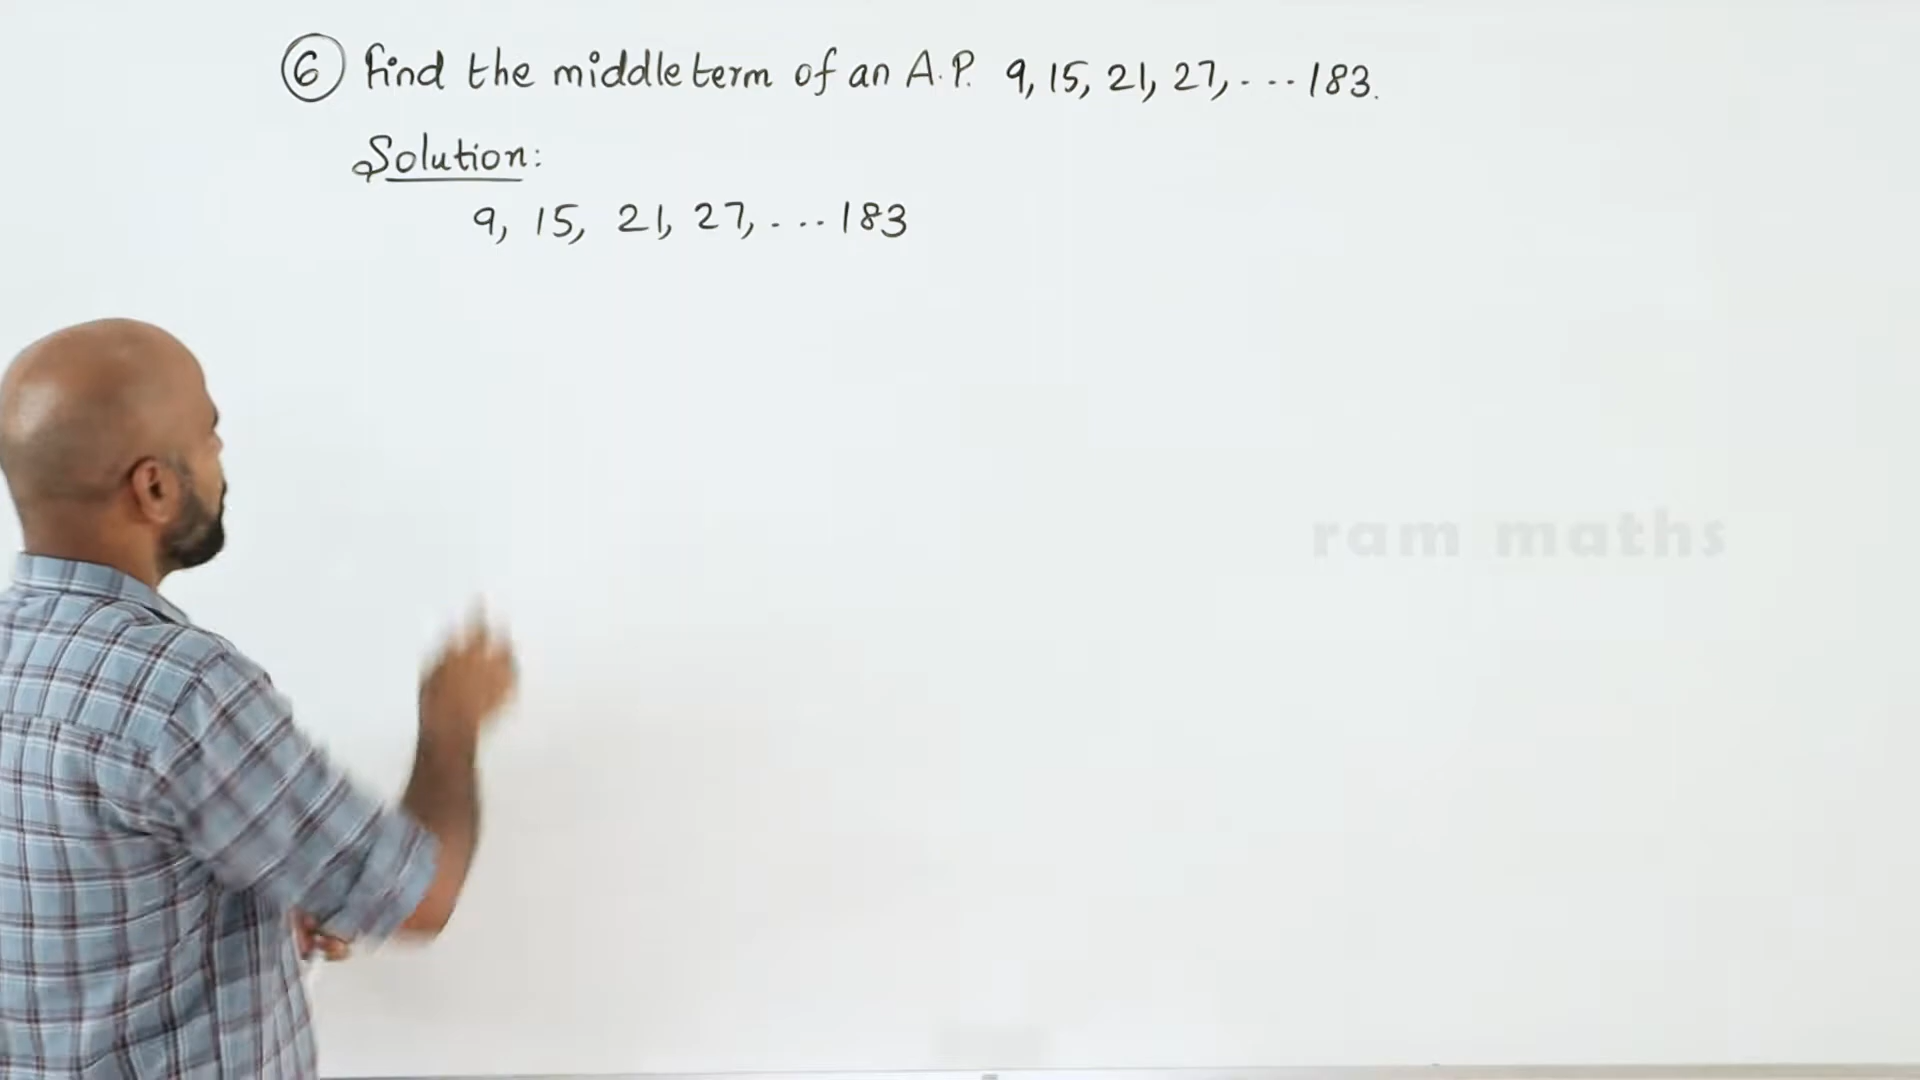 6 Find the middle term of an A.P. 9, 15, 21, 27, . . . . 183.
Solution:
9, 15, 21, 27, . . . . 183
ram maths